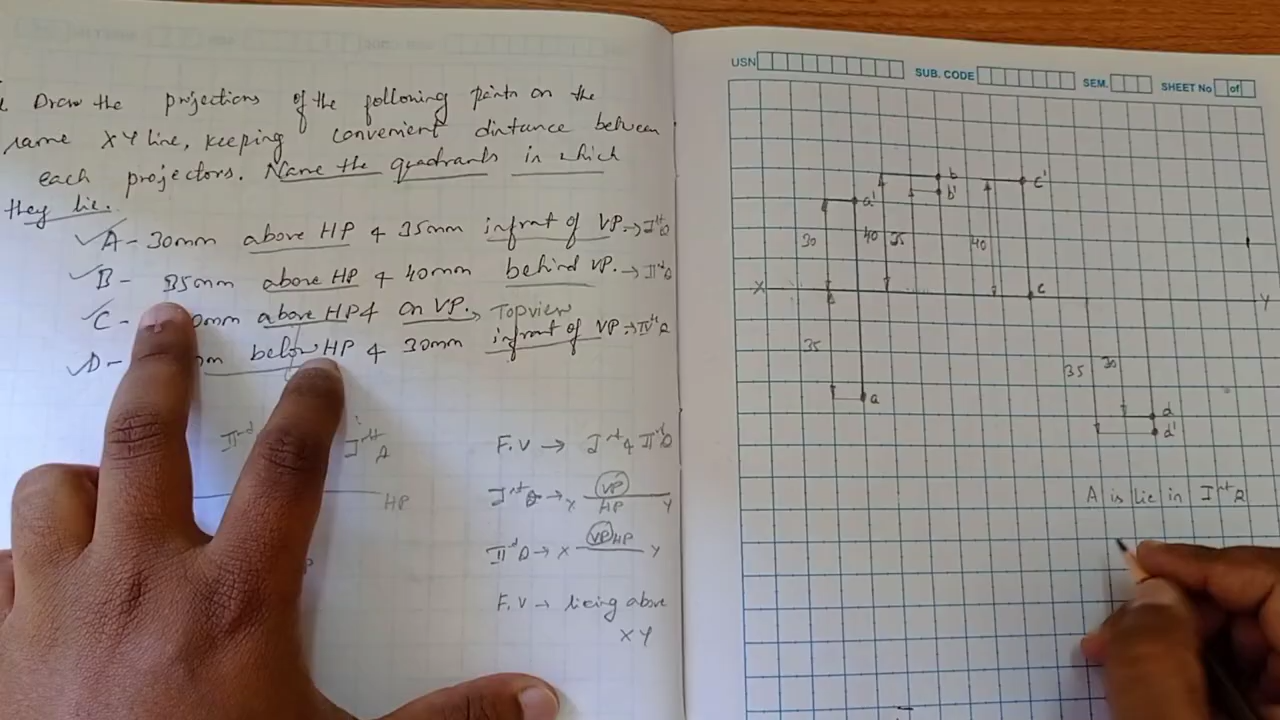 Draw the projections of the following points on the
same XY line, keeping convenient distance between
each projectors. Name the quadrants in which
they lie.
A - 30mm above HP & 35mm infront of VP. → Ist Q
B - 35mm above HP & 40mm behind VP. → IInd Q
C - 0mm above HP & on VP. Topview
D - m below HP & 30mm infront of VP → IVth Q
IInd Ist
A
HP
F.V → Ist & IInd Q
Ist Q → X VP Y
HP
IInd Q → X VP HP Y
F.V → lieing above
XY
USN SUB. CODE SEM. SHEET No of
b c'
a' b'
30 40 35 40
X c Y
35 35 30
a d
d'
A is Lie in Ist Q